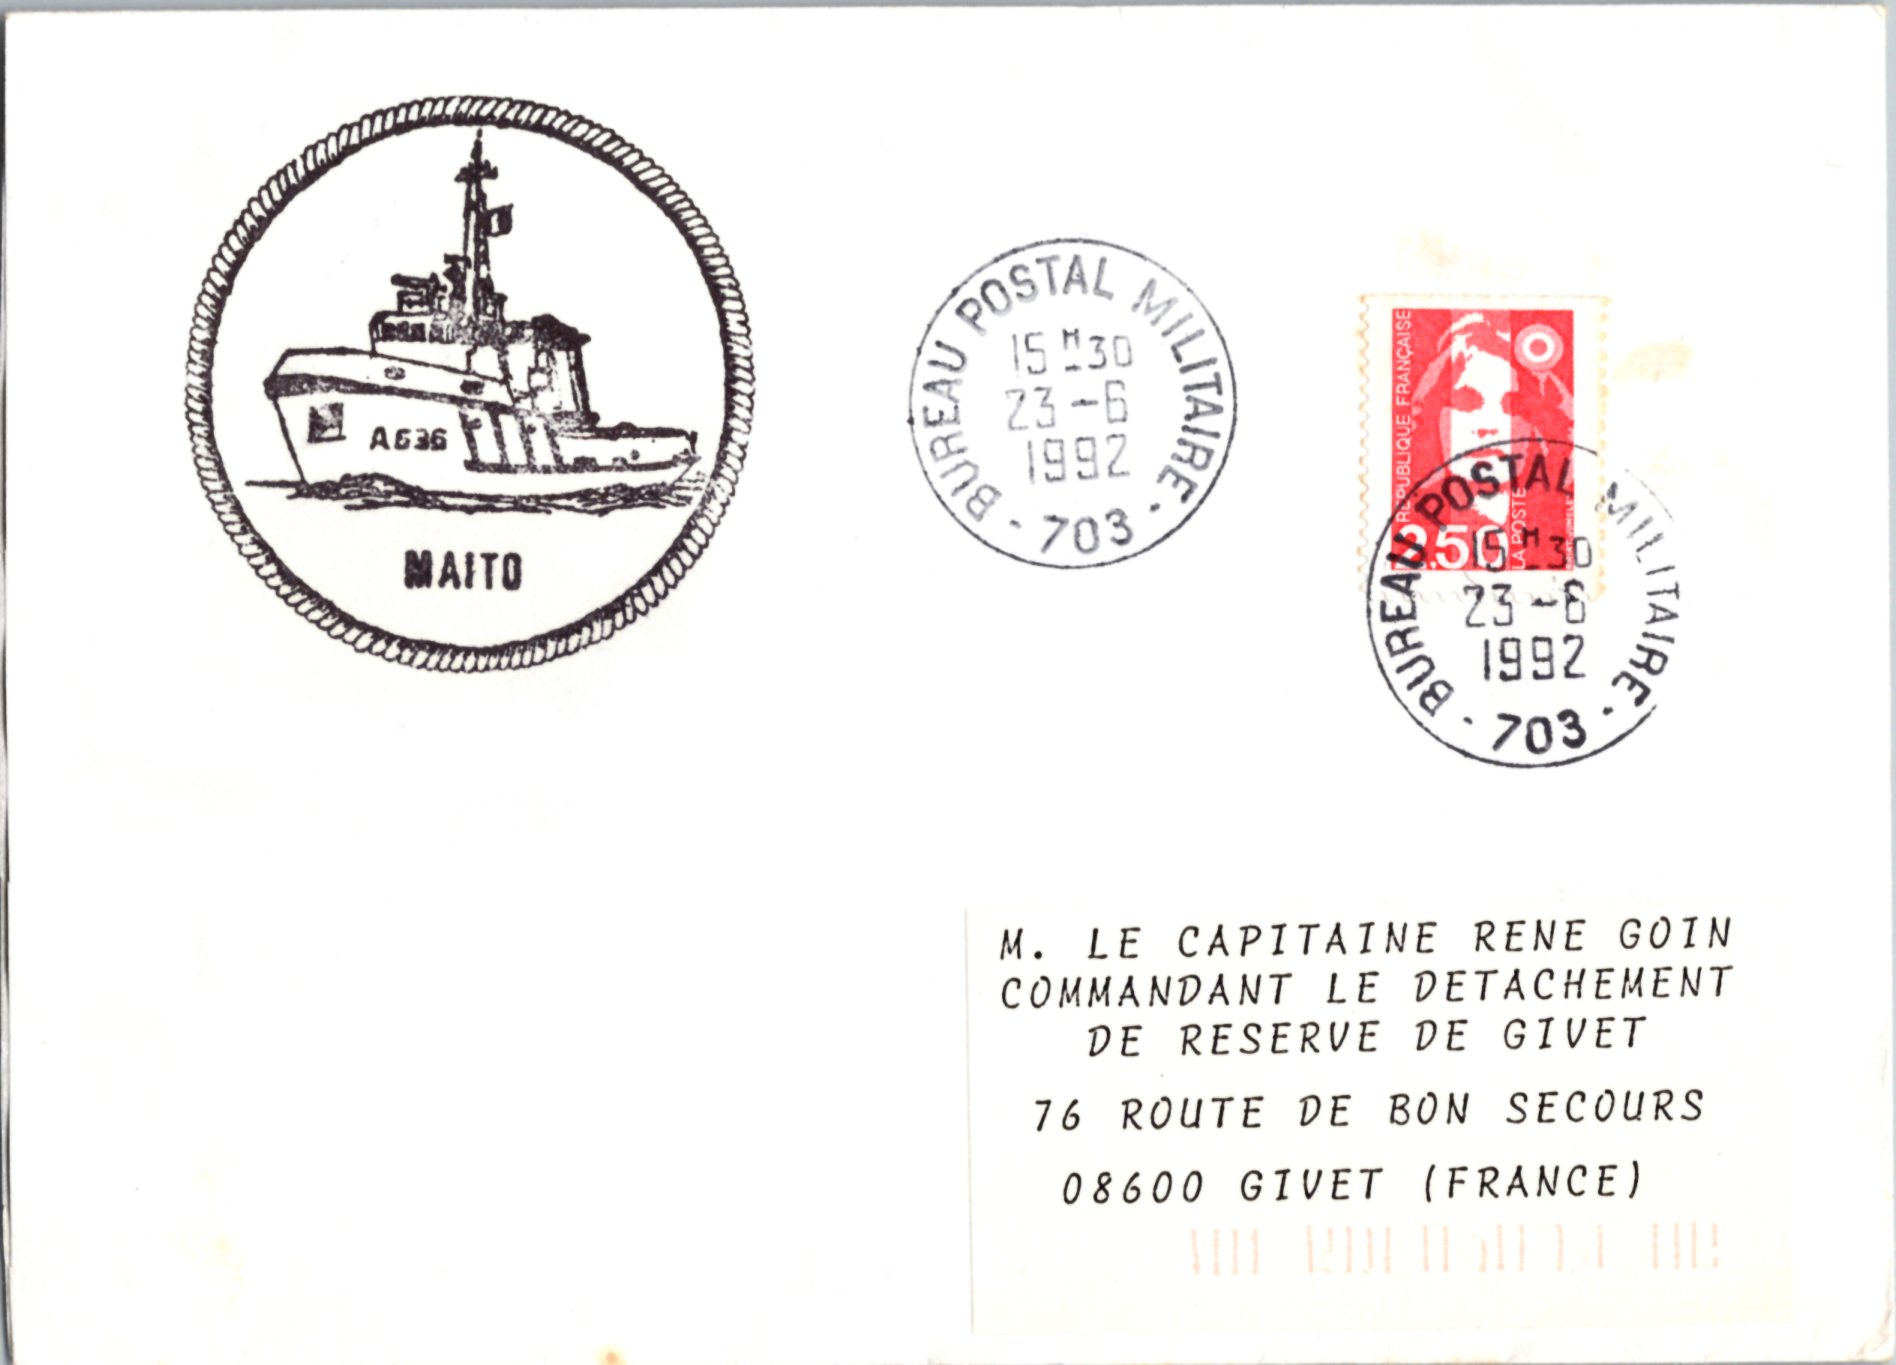 A636
MAITO
BUREAU POSTAL MILITAIRE
15 H 30
23 - 6
1992
- 703 -
REPUBLIQUE FRANÇAISE
2,50
LA POSTE
BUREAU POSTAL MILITAIRE
15 H 30
23 - 6
1992
- 703 -
M. LE CAPITAINE RENE GOIN
COMMANDANT LE DETACHEMENT
DE RESERVE DE GIVET
76 ROUTE DE BON SECOURS
08600 GIVET (FRANCE)